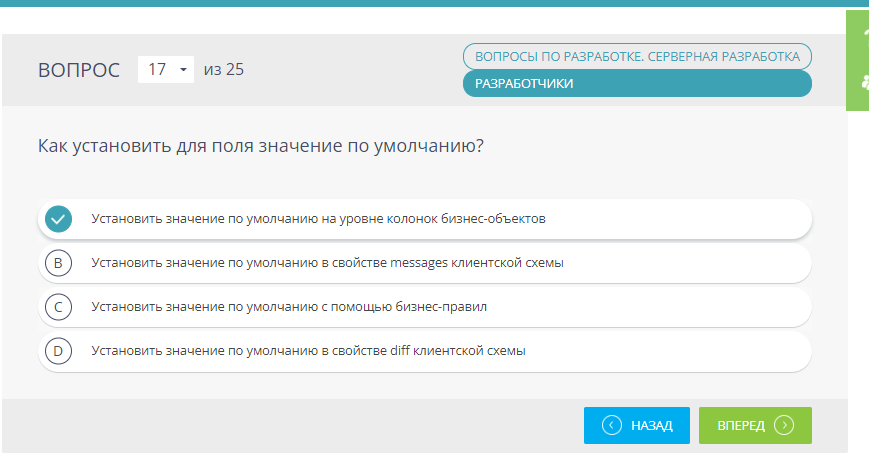 ВОПРОС 17 из 25
ВОПРОСЫ ПО РАЗРАБОТКЕ. СЕРВЕРНАЯ РАЗРАБОТКА
РАЗРАБОТЧИКИ
Как установить для поля значение по умолчанию?
Установить значение по умолчанию на уровне колонок бизнес-объектов
B Установить значение по умолчанию в свойстве messages клиентской схемы
C Установить значение по умолчанию с помощью бизнес-правил
D Установить значение по умолчанию в свойстве diff клиентской схемы
НАЗАД
ВПЕРЕД